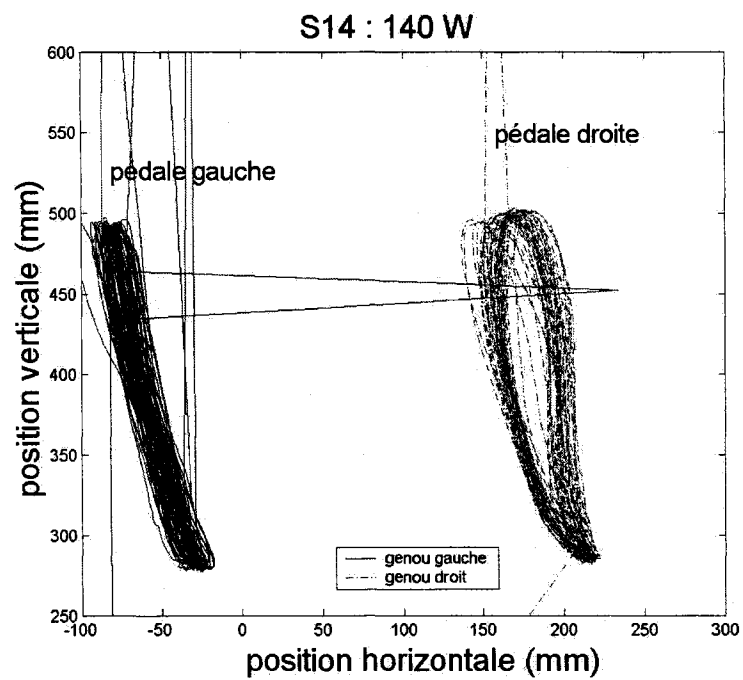 S14 : 140 W
600
550
500
450
400
350
300
250
position verticale (mm)
pédale gauche
pédale droite
genou gauche
genou droit
-100
-50
0
50
100
150
200
250
300
position horizontale (mm)